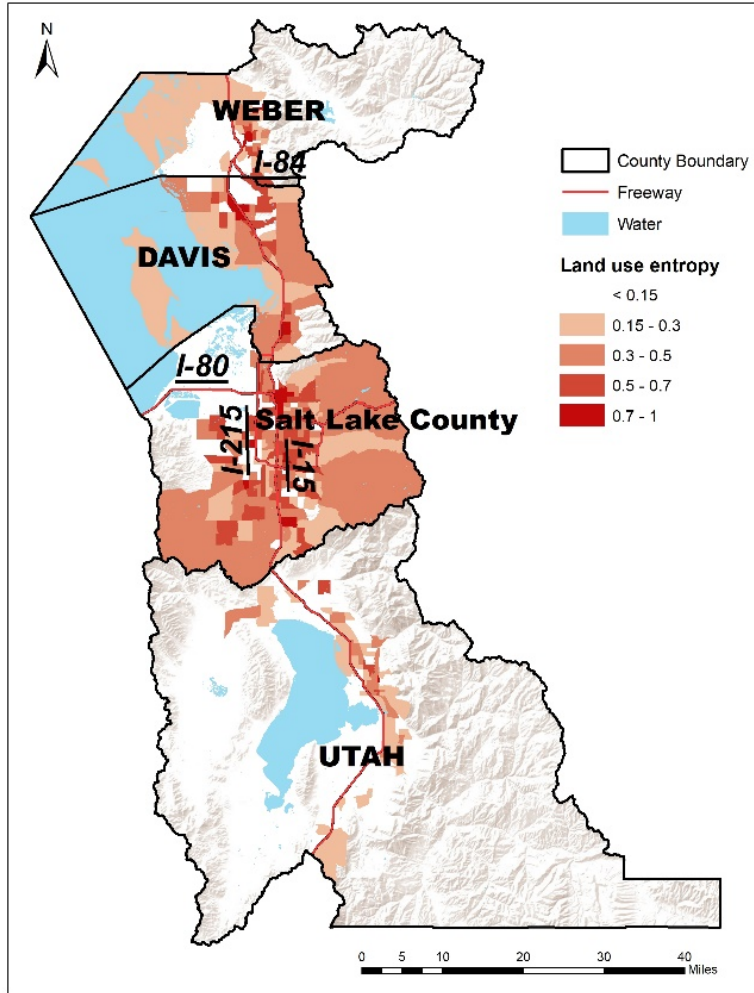 N
WEBER
I-84
DAVIS
I-80
Salt Lake County
I-215
I-15
UTAH
County Boundary
Freeway
Water
Land use entropy
< 0.15
0.15 - 0.3
0.3 - 0.5
0.5 - 0.7
0.7 - 1
0 5 10 20 30 40
Miles